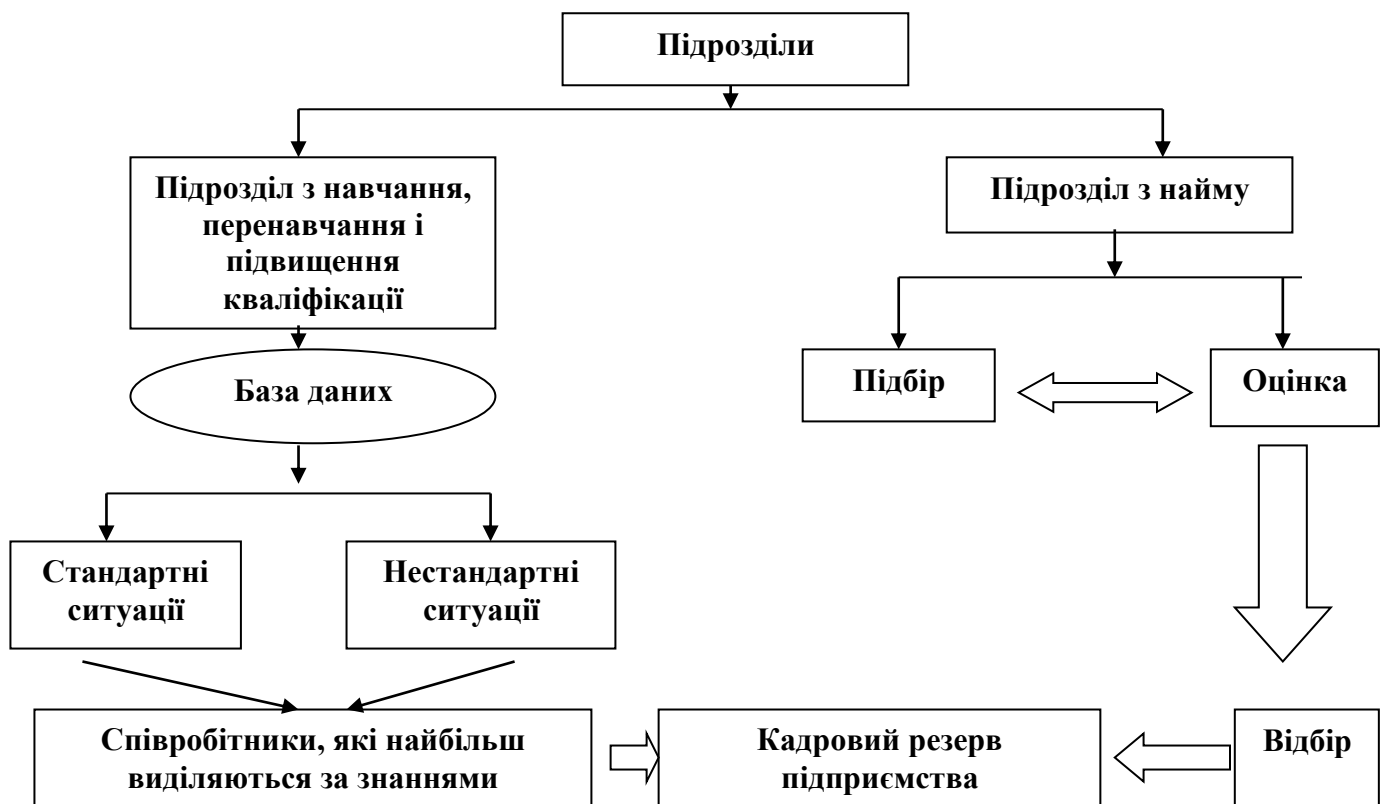 Підрозділи
Підрозділ з навчання,
перенавчання і
підвищення
кваліфікації
Підрозділ з найму
База даних
Підбір
Оцінка
Стандартні
ситуації
Нестандартні
ситуації
Співробітники, які найбільш
виділяються за знаннями
Кадровий резерв
підприємства
Відбір